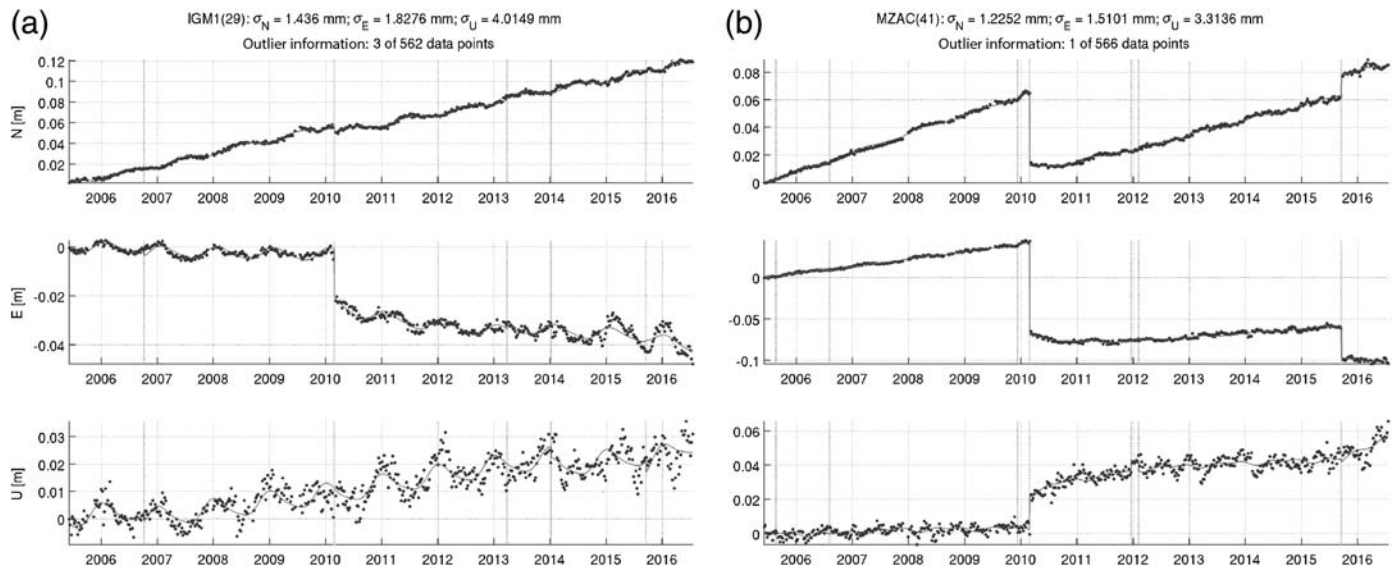 (a)
IGM1(29): σN = 1.436 mm; σE = 1.8276 mm; σU = 4.0149 mm
Outlier information: 3 of 562 data points
N [m]
0.12
0.1
0.08
0.06
0.04
0.02
2006 2007 2008 2009 2010 2011 2012 2013 2014 2015 2016
E [m]
0
-0.02
-0.04
2006 2007 2008 2009 2010 2011 2012 2013 2014 2015 2016
U [m]
0.03
0.02
0.01
0
2006 2007 2008 2009 2010 2011 2012 2013 2014 2015 2016
(b)
MZAC(41): σN = 1.2252 mm; σE = 1.5101 mm; σU = 3.3136 mm
Outlier information: 1 of 566 data points
0.08
0.06
0.04
0.02
0
2006 2007 2008 2009 2010 2011 2012 2013 2014 2015 2016
0
-0.05
-0.1
2006 2007 2008 2009 2010 2011 2012 2013 2014 2015 2016
0.06
0.04
0.02
0
2006 2007 2008 2009 2010 2011 2012 2013 2014 2015 2016